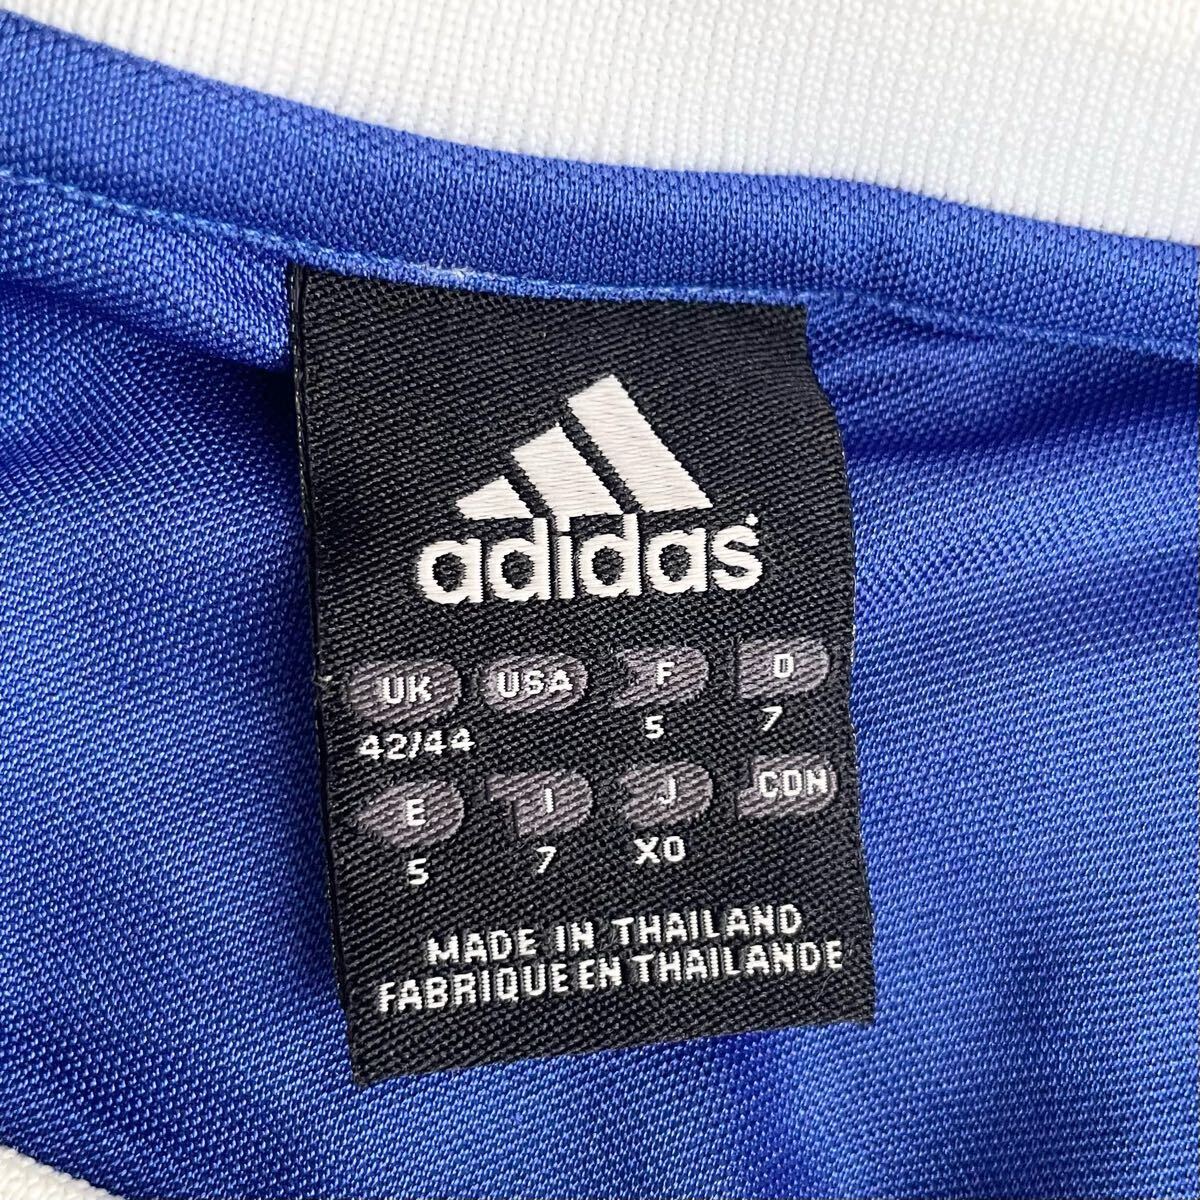 adidas
UK USA F D
42/44 5 7
E I J CDN
5 7 XO
MADE IN THAILAND
FABRIQUE EN THAILANDE